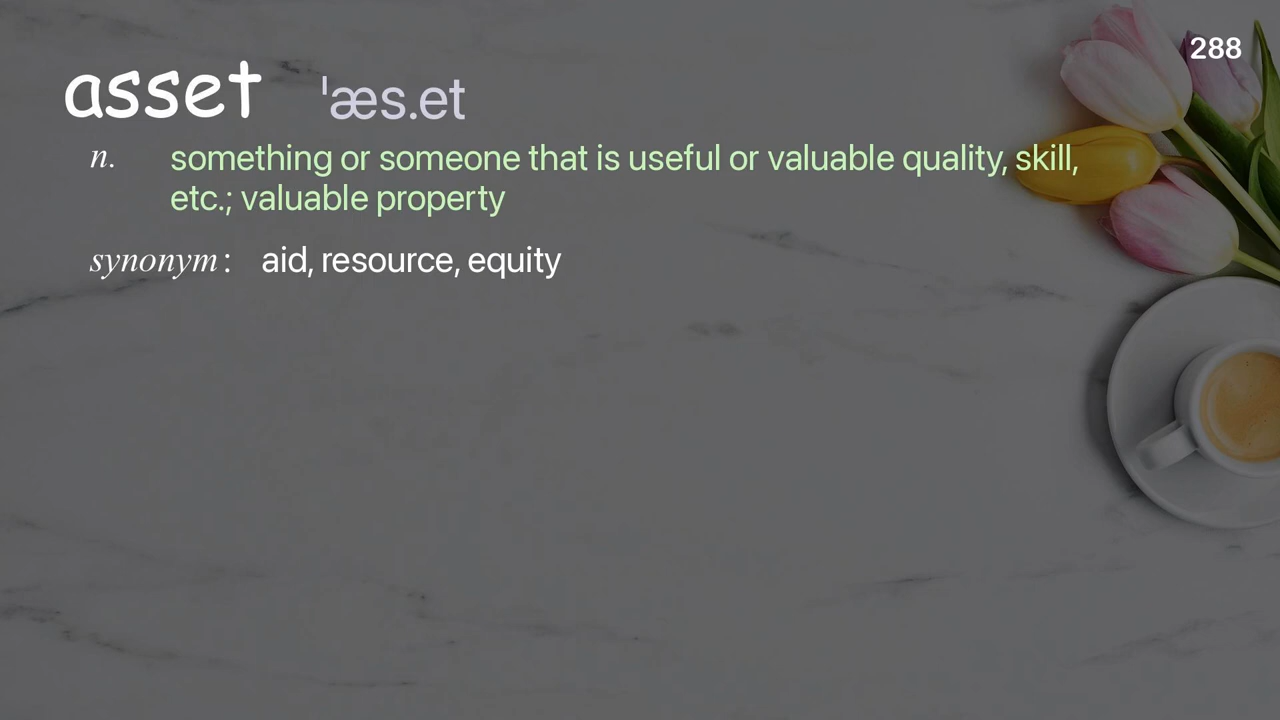 288
asset ˈæs.et
n. something or someone that is useful or valuable quality, skill,
etc.; valuable property
synonym: aid, resource, equity